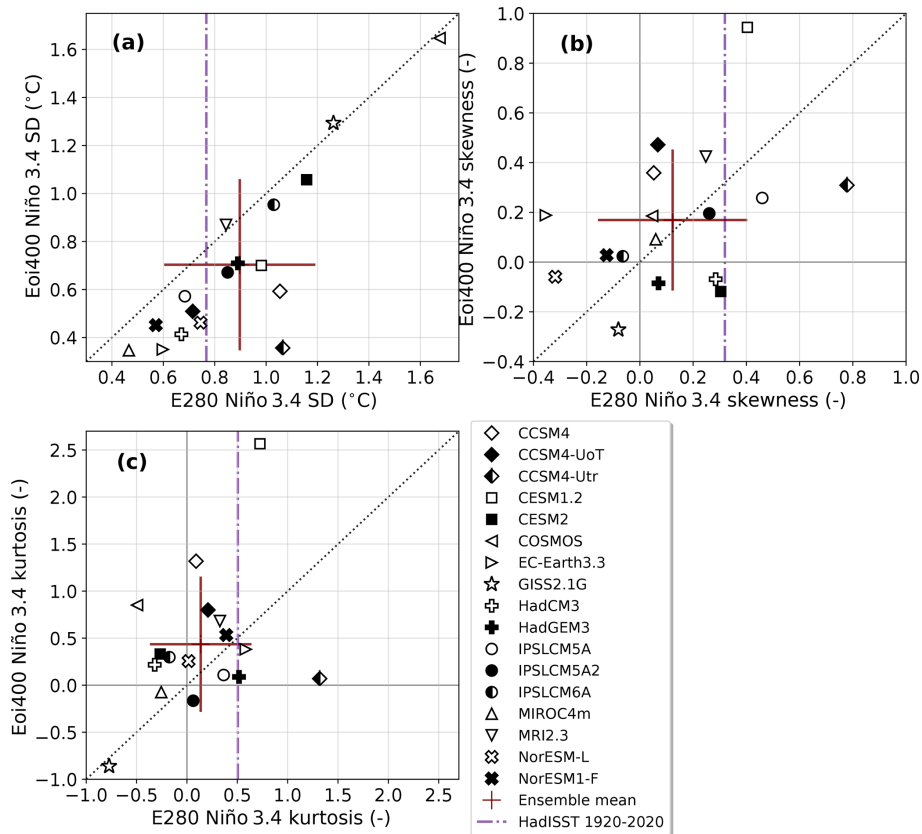 (a)
Eoi400 Niño 3.4 SD (°C)
1.6
1.4
1.2
1.0
0.8
0.6
0.4
0.4 0.6 0.8 1.0 1.2 1.4 1.6
E280 Niño 3.4 SD (°C)
(b)
Eoi400 Niño 3.4 skewness (-)
1.0
0.8
0.6
0.4
0.2
0.0
−0.2
−0.4
−0.4 −0.2 0.0 0.2 0.4 0.6 0.8 1.0
E280 Niño 3.4 skewness (-)
(c)
Eoi400 Niño 3.4 kurtosis (-)
2.5
2.0
1.5
1.0
0.5
0.0
−0.5
−1.0
−1.0 −0.5 0.0 0.5 1.0 1.5 2.0 2.5
E280 Niño 3.4 kurtosis (-)
CCSM4
CCSM4-UoT
CCSM4-Utr
CESM1.2
CESM2
COSMOS
EC-Earth3.3
GISS2.1G
HadCM3
HadGEM3
IPSLCM5A
IPSLCM5A2
IPSLCM6A
MIROC4m
MRI2.3
NorESM-L
NorESM1-F
Ensemble mean
HadISST 1920-2020